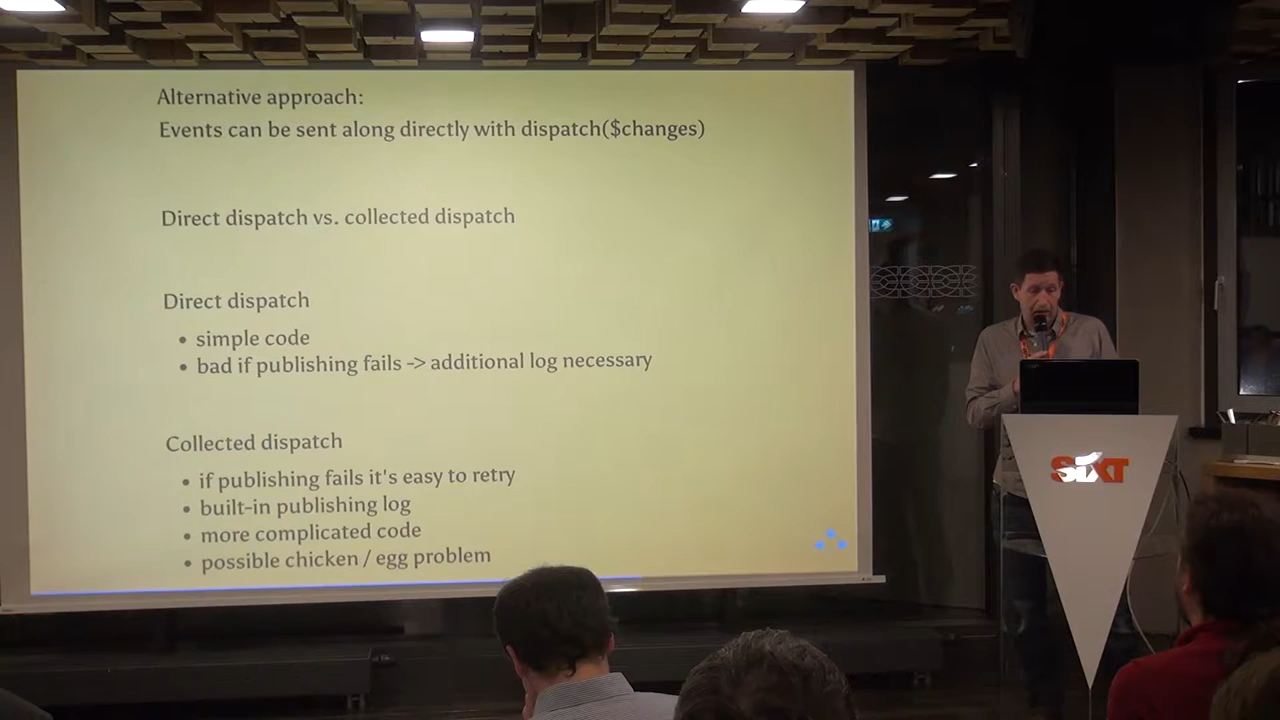 Alternative approach:
Events can be sent along directly with dispatch($changes)
Direct dispatch vs. collected dispatch
Direct dispatch
• simple code
• bad if publishing fails -> additional log necessary
Collected dispatch
• if publishing fails it's easy to retry
• built-in publishing log
• more complicated code
• possible chicken / egg problem
SIXT